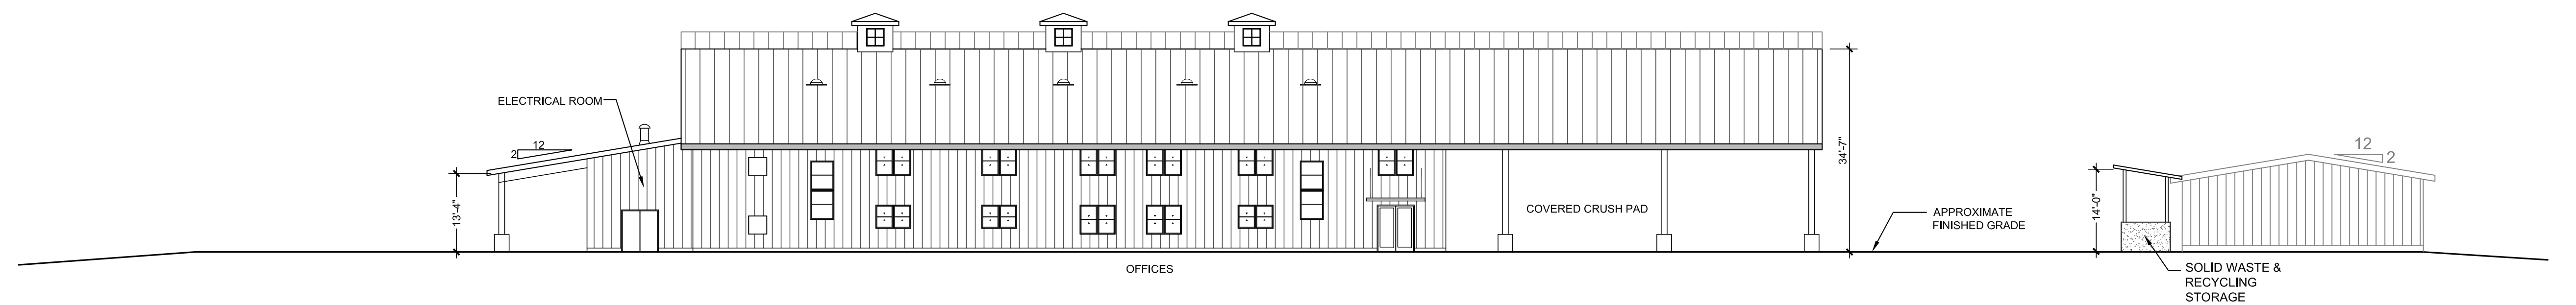 ELECTRICAL ROOM
12
2
13'-4"
OFFICES
COVERED CRUSH PAD
34'-7"
APPROXIMATE
FINISHED GRADE
14'-0"
12
2
SOLID WASTE &
RECYCLING
STORAGE